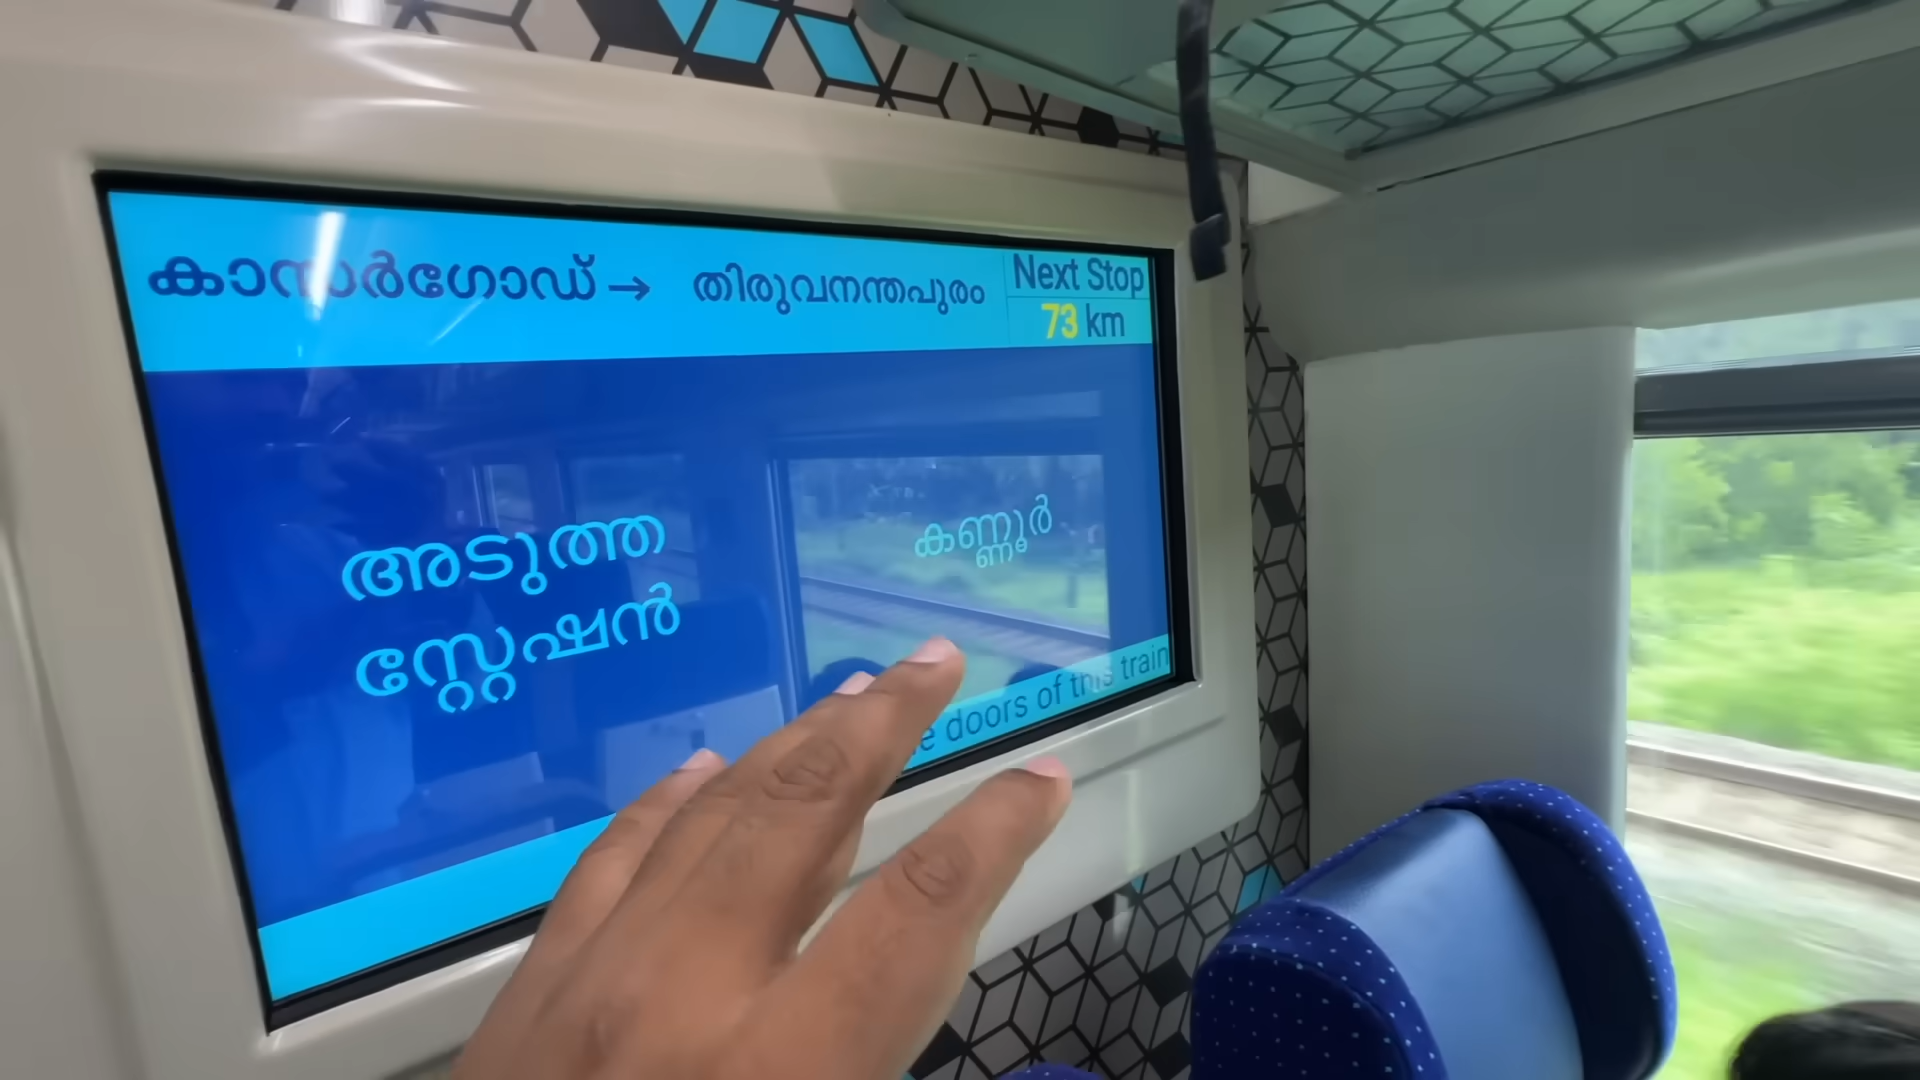 കാസർഗോഡ് → തിരുവനന്തപുരം
Next Stop
73 km
അടുത്ത
സ്റ്റേഷൻ
കണ്ണൂർ
doors of this train